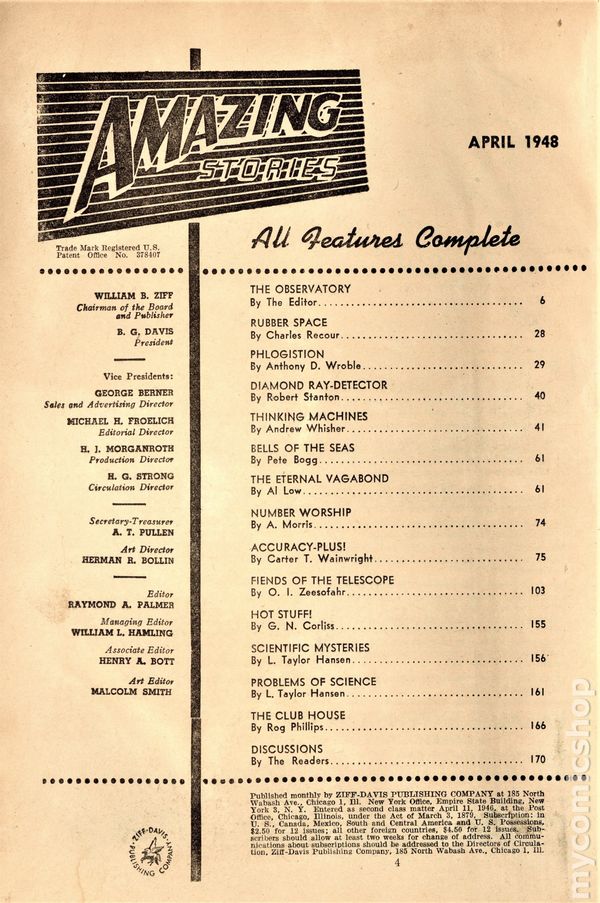 AMAZING
STORIES
APRIL 1948
Trade Mark Registered U.S.
Patent Office No. 378407
All Features Complete
WILLIAM B. ZIFF
Chairman of the Board
and Publisher
B. G. DAVIS
President
Vice Presidents:
GEORGE BERNER
Sales and Advertising Director
MICHAEL H. FROELICH
Editorial Director
H. J. MORGANROTH
Production Director
H. G. STRONG
Circulation Director
Secretary-Treasurer
A. T. PULLEN
Art Director
HERMAN R. BOLLIN
Editor
RAYMOND A. PALMER
Managing Editor
WILLIAM L. HAMLING
Associate Editor
HENRY A. BOTT
Art Editor
MALCOLM SMITH
THE OBSERVATORY
By The Editor 6
RUBBER SPACE
By Charles Recour 28
PHLOGISTION
By Anthony D. Wroble 29
DIAMOND RAY-DETECTOR
By Robert Stanton 40
THINKING MACHINES
By Andrew Whisher 41
BELLS OF THE SEAS
By Pete Bogg 61
THE ETERNAL VAGABOND
By Al Low 61
NUMBER WORSHIP
By A. Morris 74
ACCURACY-PLUS!
By Carter T. Wainwright 75
FIENDS OF THE TELESCOPE
By O. I. Zeesofahr 103
HOT STUFF!
By G. N. Corliss 155
SCIENTIFIC MYSTERIES
By L. Taylor Hansen 156
PROBLEMS OF SCIENCE
By L. Taylor Hansen 161
THE CLUB HOUSE
By Rog Phillips 166
DISCUSSIONS
By The Readers 170
Published monthly by ZIFF-DAVIS PUBLISHING COMPANY at 185 North
Wabash Ave., Chicago 1, Ill. New York Office, Empire State Building, New
York 3, N. Y. Entered as second class matter April 11, 1946, at the Post
Office, Chicago, Illinois, under the Act of March 3, 1879. Subscription: in
U. S., Canada, Mexico, South and Central America and U. S. Possessions,
$2.50 for 12 issues; all other foreign countries, $4.50 for 12 issues. Sub-
scribers should allow at least two weeks for change of address. All commu-
nications about subscriptions should be addressed to the Directors of Circula-
tion, Ziff-Davis Publishing Company, 185 North Wabash Ave., Chicago 1, Ill.
ZIFF-DAVIS
PUBLISHING COMPANY
4
mycomicshop